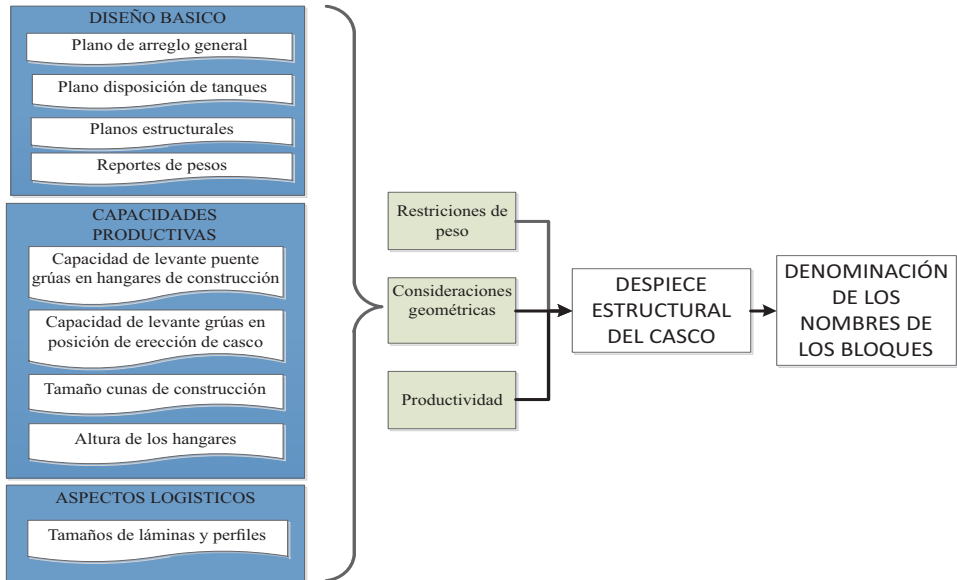 DISEÑO BASICO
Plano de arreglo general
Plano disposición de tanques
Planos estructurales
Reportes de pesos
CAPACIDADES
PRODUCTIVAS
Capacidad de levante puente
grúas en hangares de construcción
Capacidad de levante grúas en
posición de erección de casco
Tamaño cunas de construcción
Altura de los hangares
ASPECTOS LOGISTICOS
Tamaños de láminas y perfiles
Restriciones de
peso
Consideraciones
geométricas
Productividad
DESPIECE
ESTRUCTURAL
DEL CASCO
DENOMINACIÓN
DE LOS
NOMBRES DE
LOS BLOQUES